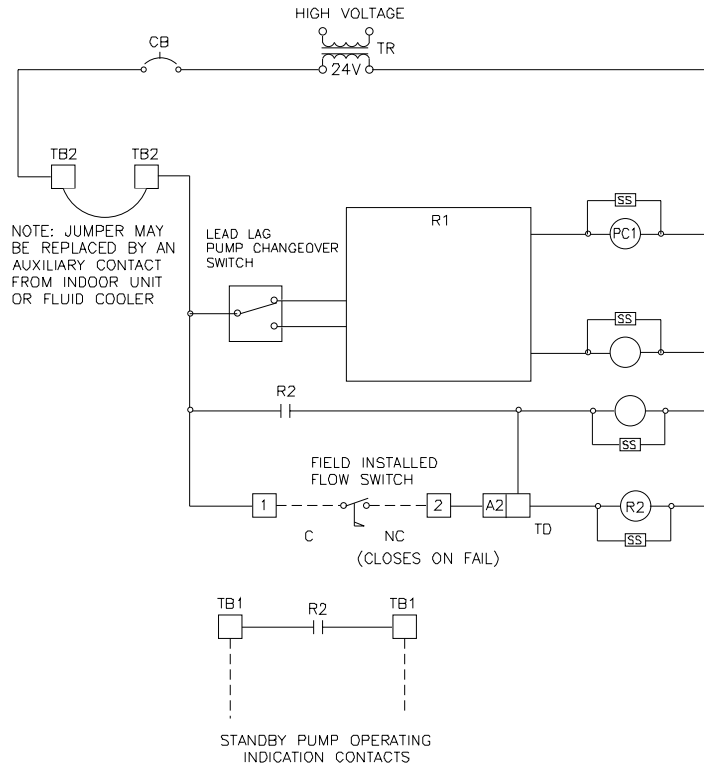 HIGH VOLTAGE
CB
TR
24V
TB2
TB2
NOTE: JUMPER MAY
BE REPLACED BY AN
AUXILIARY CONTACT
FROM INDOOR UNIT
OR FLUID COOLER
LEAD LAG
PUMP CHANGEOVER
SWITCH
R1
SS
PC1
SS
R2
SS
FIELD INSTALLED
FLOW SWITCH
1
2
A2
TD
R2
SS
C
NC
(CLOSES ON FAIL)
TB1
R2
TB1
STANDBY PUMP OPERATING
INDICATION CONTACTS